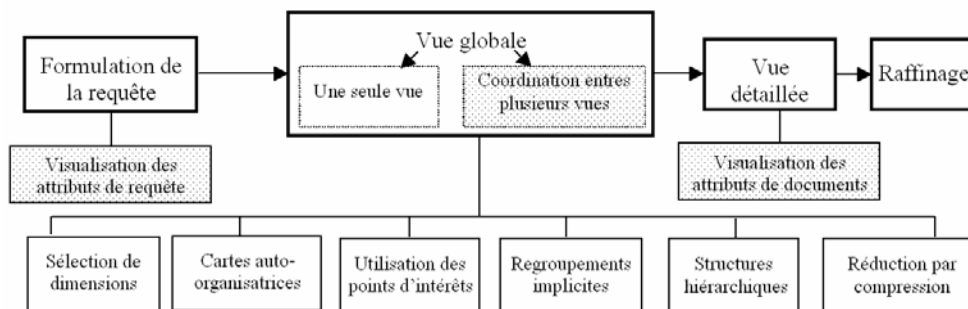 Vue globale
Formulation de
la requête
Une seule vue
Coordination entres
plusieurs vues
Vue
détaillée
Raffinage
Visualisation des
attributs de requête
Visualisation des
attributs de documents
Sélection de
dimensions
Cartes auto-
organisatrices
Utilisation des
points d'intérêts
Regroupements
implicites
Structures
hiérarchiques
Réduction par
compression